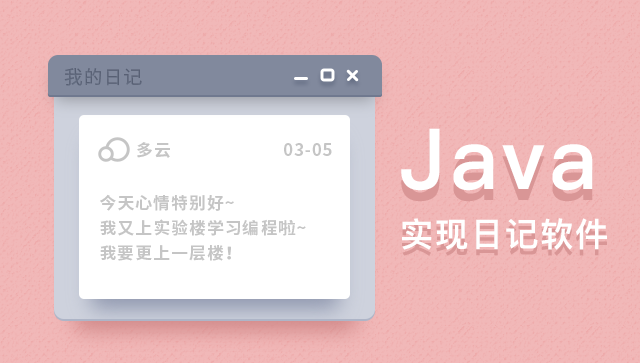 我的日记
多云
03-05
今天心情特别好~
我又上实验楼学习编程啦~
我要更上一层楼!
Java
实现日记软件